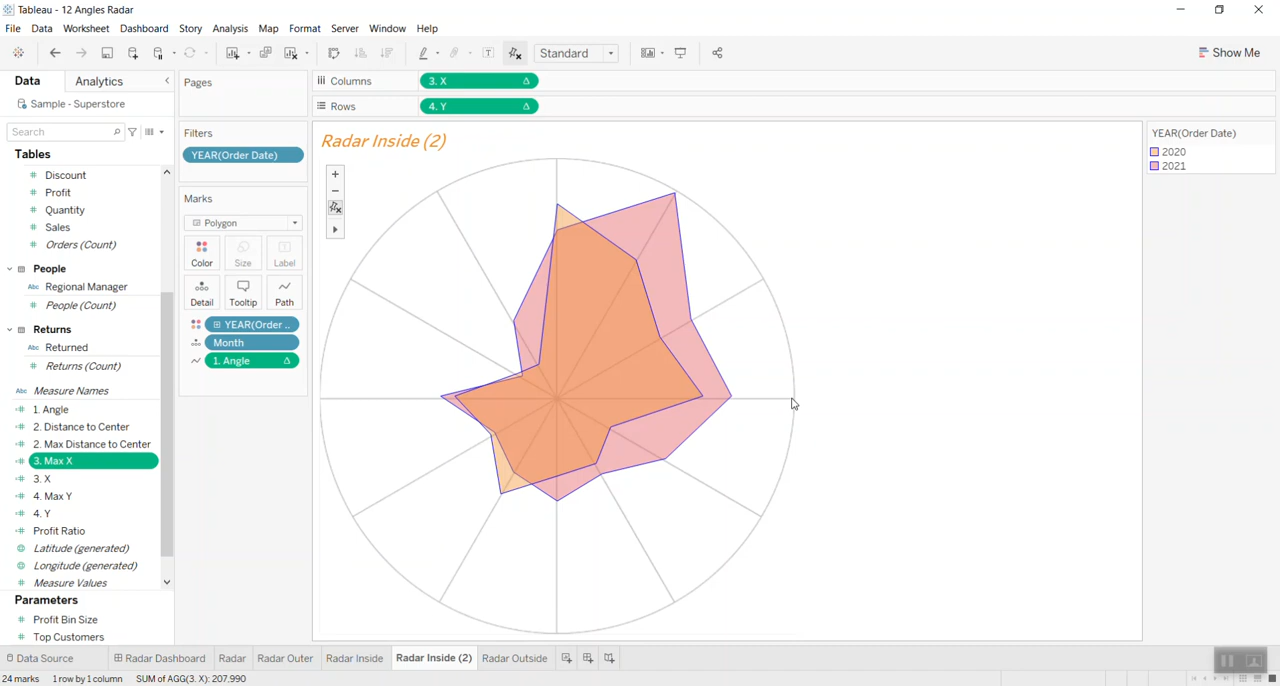 Tableau - 12 Angles Radar
File Data Worksheet Dashboard Story Analysis Map Format Server Window Help
Standard
Show Me
Data Analytics
Sample - Superstore
Search
Tables
Discount
Profit
Quantity
Sales
Orders (Count)
People
Abc Regional Manager
People (Count)
Returns
Abc Returned
Returns (Count)
Abc Measure Names
1. Angle
2. Distance to Center
2. Max Distance to Center
3. Max X
3. X
4. Max Y
4. Y
Profit Ratio
Latitude (generated)
Longitude (generated)
Measure Values
Parameters
Profit Bin Size
Top Customers
Pages
Filters
YEAR(Order Date)
Marks
Polygon
Color Size Label
Detail Tooltip Path
YEAR(Order ..
Month
1. Angle
Columns 3. X
Rows 4. Y
Radar Inside (2)
YEAR(Order Date)
2020
2021
Data Source Radar Dashboard Radar Radar Outer Radar Inside Radar Inside (2) Radar Outside
24 marks 1 row by 1 column SUM of AGG(3. X): 207.990